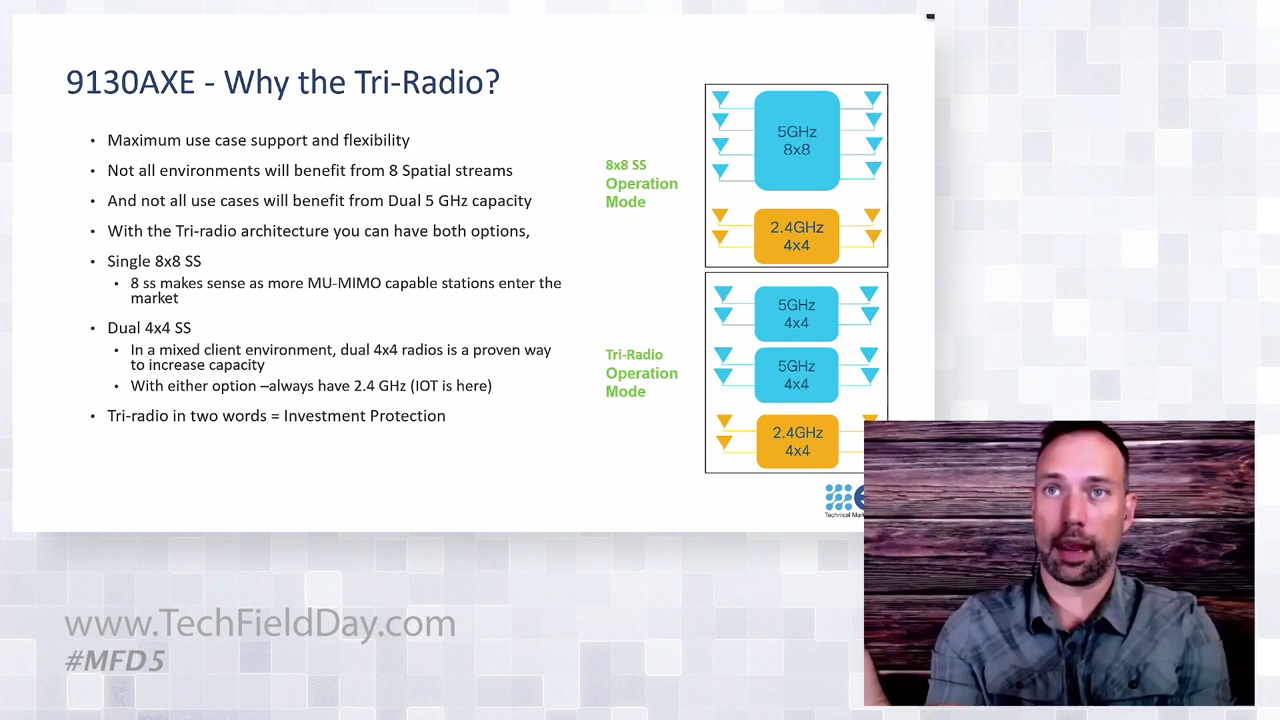 9130AXE - Why the Tri-Radio?
• Maximum use case support and flexibility
• Not all environments will benefit from 8 Spatial streams
• And not all use cases will benefit from Dual 5 GHz capacity
• With the Tri-radio architecture you can have both options,
• Single 8x8 SS
• 8 ss makes sense as more MU-MIMO capable stations enter the
market
• Dual 4x4 SS
• In a mixed client environment, dual 4x4 radios is a proven way
to increase capacity
• With either option –always have 2.4 GHz (IOT is here)
• Tri-radio in two words = Investment Protection
8x8 SS
Operation
Mode
5GHz
8x8
2.4GHz
4x4
Tri-Radio
Operation
Mode
5GHz
4x4
5GHz
4x4
2.4GHz
4x4
Technical
www.TechFieldDay.com
#MFD5